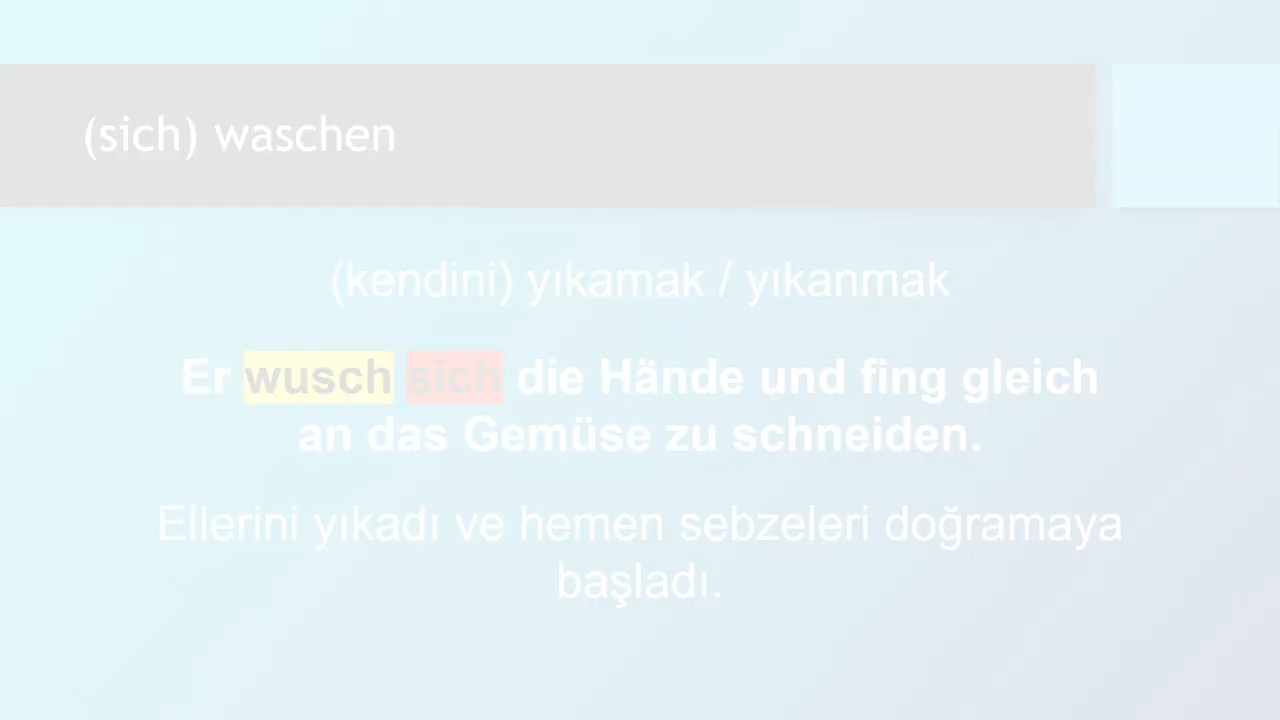 (sich) waschen
(kendini) yıkamak / yıkanmak
Er wusch sich die Hände und fing gleich
an das Gemüse zu schneiden.
Ellerini yıkadı ve hemen sebzeleri doğramaya
başladı.